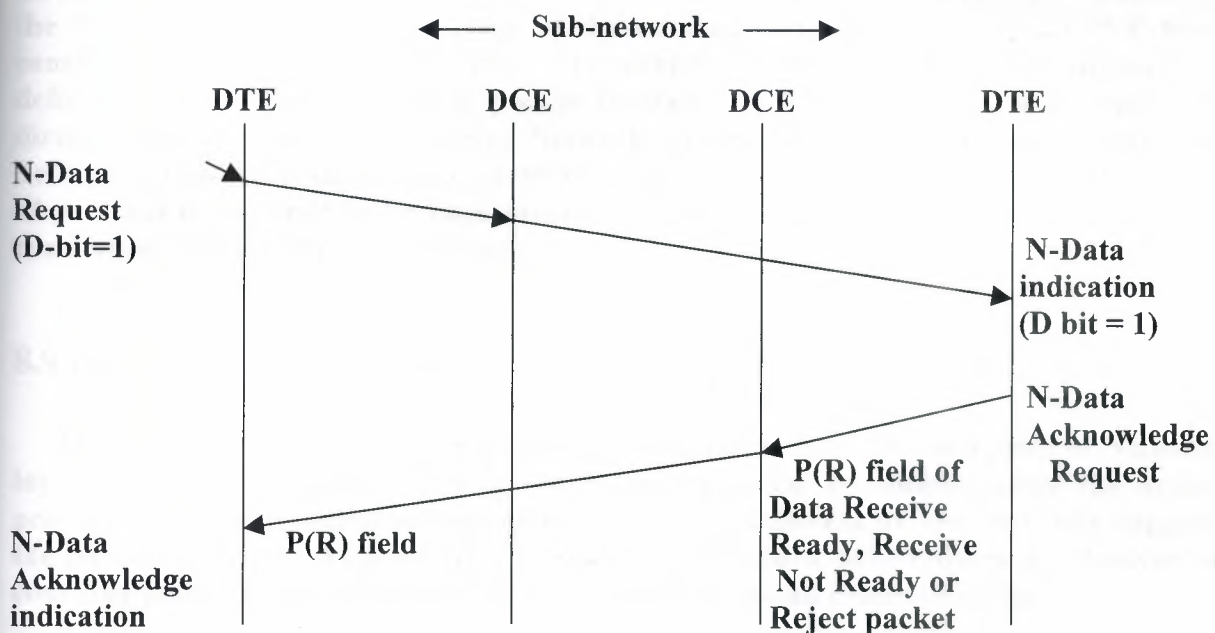 Sub-network
DTE DCE DCE DTE
N-Data
Request
(D-bit=1)
N-Data
indication
(D bit = 1)
N-Data
Acknowledge
Request
P(R) field of
Data Receive
Ready, Receive
Not Ready or
Reject packet
P(R) field
N-Data
Acknowledge
indication